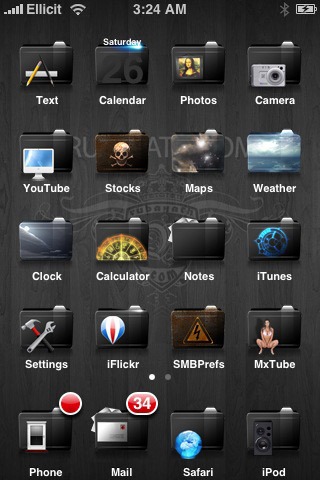 Ellicit 3:24 AM
Saturday
26
Text Calendar Photos Camera
YouTube Stocks Maps Weather
Clock Calculator Notes iTunes
Settings iFlickr SMBPrefs MxTube
34
Phone Mail Safari iPod